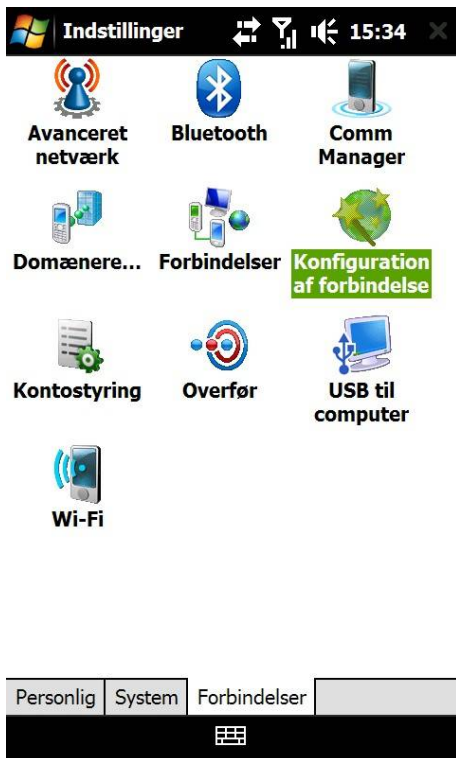 Indstillinger 15:34
Avanceret netværk
Bluetooth
Comm Manager
Domænere...
Forbindelser
Konfiguration af forbindelse
Kontostyring
Overfør
USB til computer
Wi-Fi
Personlig System Forbindelser